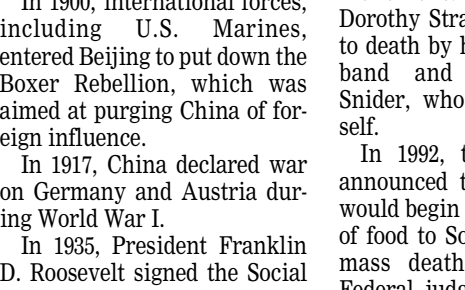 In 1900, international forces,
including U.S. Marines,
entered Beijing to put down the
Boxer Rebellion, which was
aimed at purging China of for-
eign influence.
In 1917, China declared war
on Germany and Austria dur-
ing World War I.
In 1935, President Franklin
D. Roosevelt signed the Social
Dorothy Stra
to death by h
band and
Snider, who
self.
In 1992, t
announced t
would begin
of food to So
mass death
Federal judg